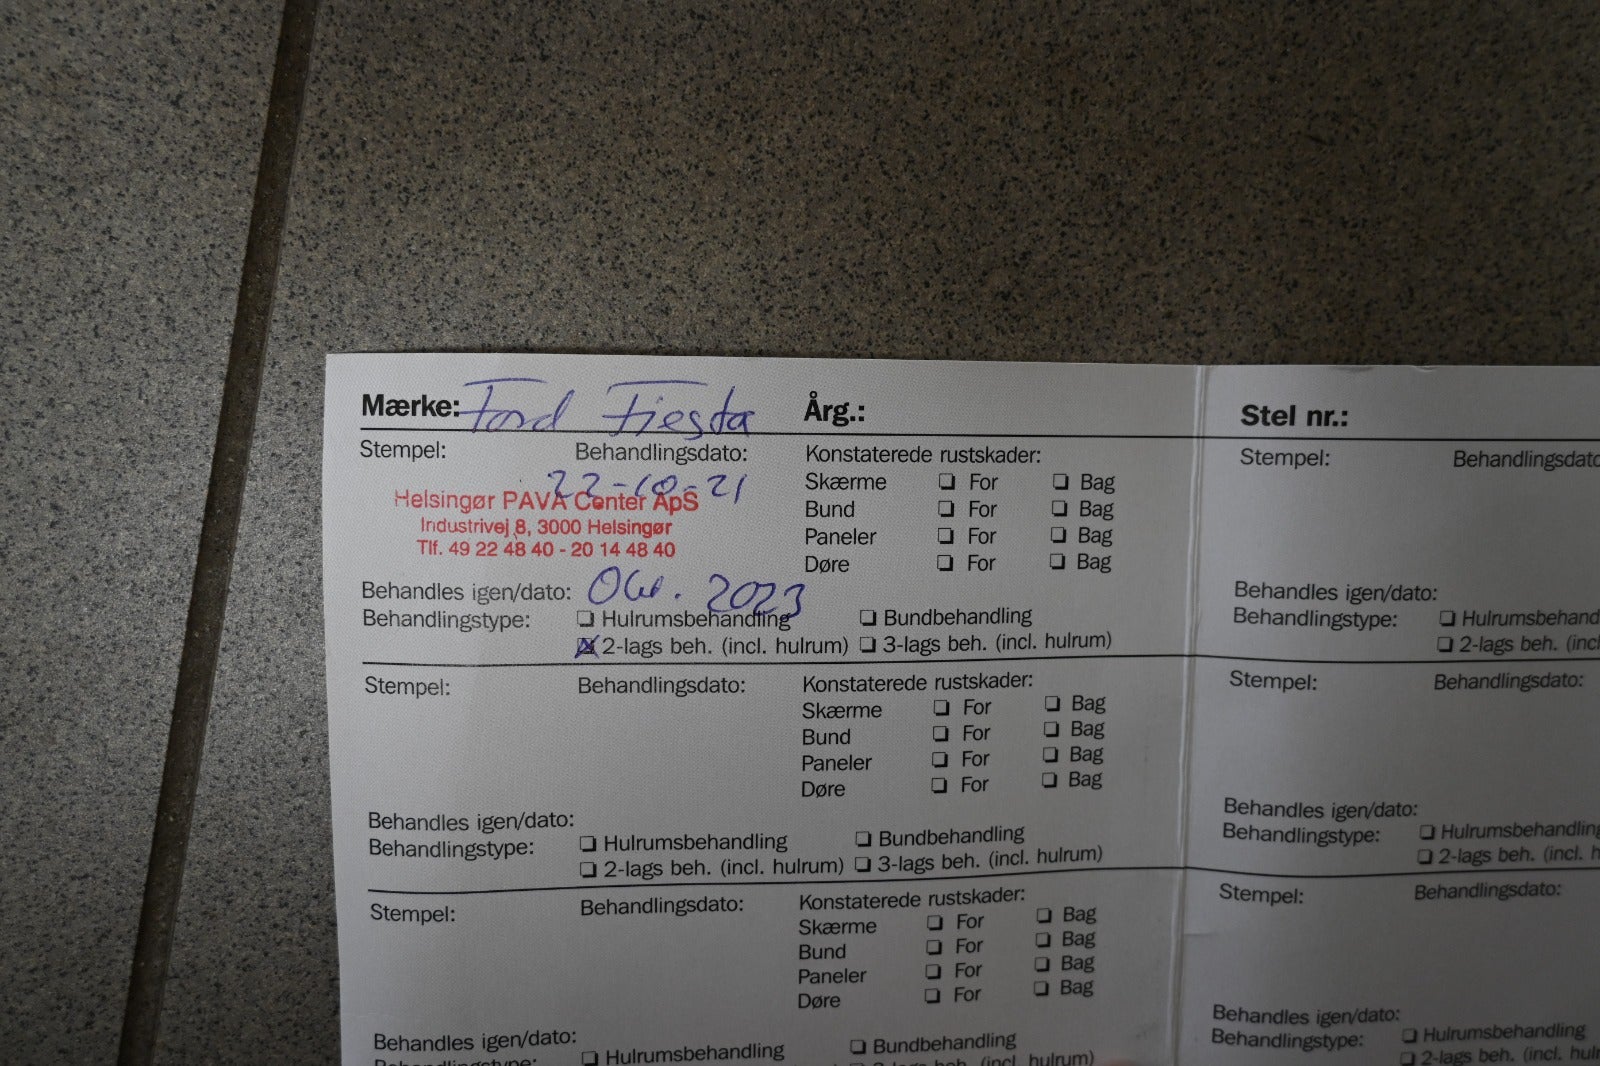 Mærke: Ford Fiesta Årg.: Stel nr.:
Stempel: Behandlingsdato: Konstaterede rustskader: Stempel: Behandlingsdato
22-10-21 Skærme ❏ For ❏ Bag
Helsingør PAVA Center ApS Bund ❏ For ❏ Bag
Industrivej 8, 3000 Helsingør Paneler ❏ For ❏ Bag
Tlf. 49 22 48 40 - 20 14 48 40 Døre ❏ For ❏ Bag
Behandles igen/dato: Okt. 2023 Behandles igen/dato:
Behandlingstype: ❏ Hulrumsbehandling ❏ Bundbehandling Behandlingstype: ❏ Hulrumsbehand
☒ 2-lags beh. (incl. hulrum) ❏ 3-lags beh. (incl. hulrum) ❏ 2-lags beh. (inc
Stempel: Behandlingsdato: Konstaterede rustskader: Stempel: Behandlingsdato:
Skærme ❏ For ❏ Bag
Bund ❏ For ❏ Bag
Paneler ❏ For ❏ Bag
Døre ❏ For ❏ Bag
Behandles igen/dato: Behandles igen/dato:
Behandlingstype: ❏ Hulrumsbehandling ❏ Bundbehandling Behandlingstype: ❏ Hulrumsbehandling
❏ 2-lags beh. (incl. hulrum) ❏ 3-lags beh. (incl. hulrum) ❏ 2-lags beh. (incl. h
Stempel: Behandlingsdato: Konstaterede rustskader: Stempel: Behandlingsdato:
Skærme ❏ For ❏ Bag
Bund ❏ For ❏ Bag
Paneler ❏ For ❏ Bag
Døre ❏ For ❏ Bag
Behandles igen/dato: Behandles igen/dato:
Behandlingstype: ❏ Hulrumsbehandling ❏ Bundbehandling Behandlingstype: ❏ Hulrumsbehandling
❏ 3-lags beh. (incl. hulrum) ❏ 2-lags beh. (incl. hul